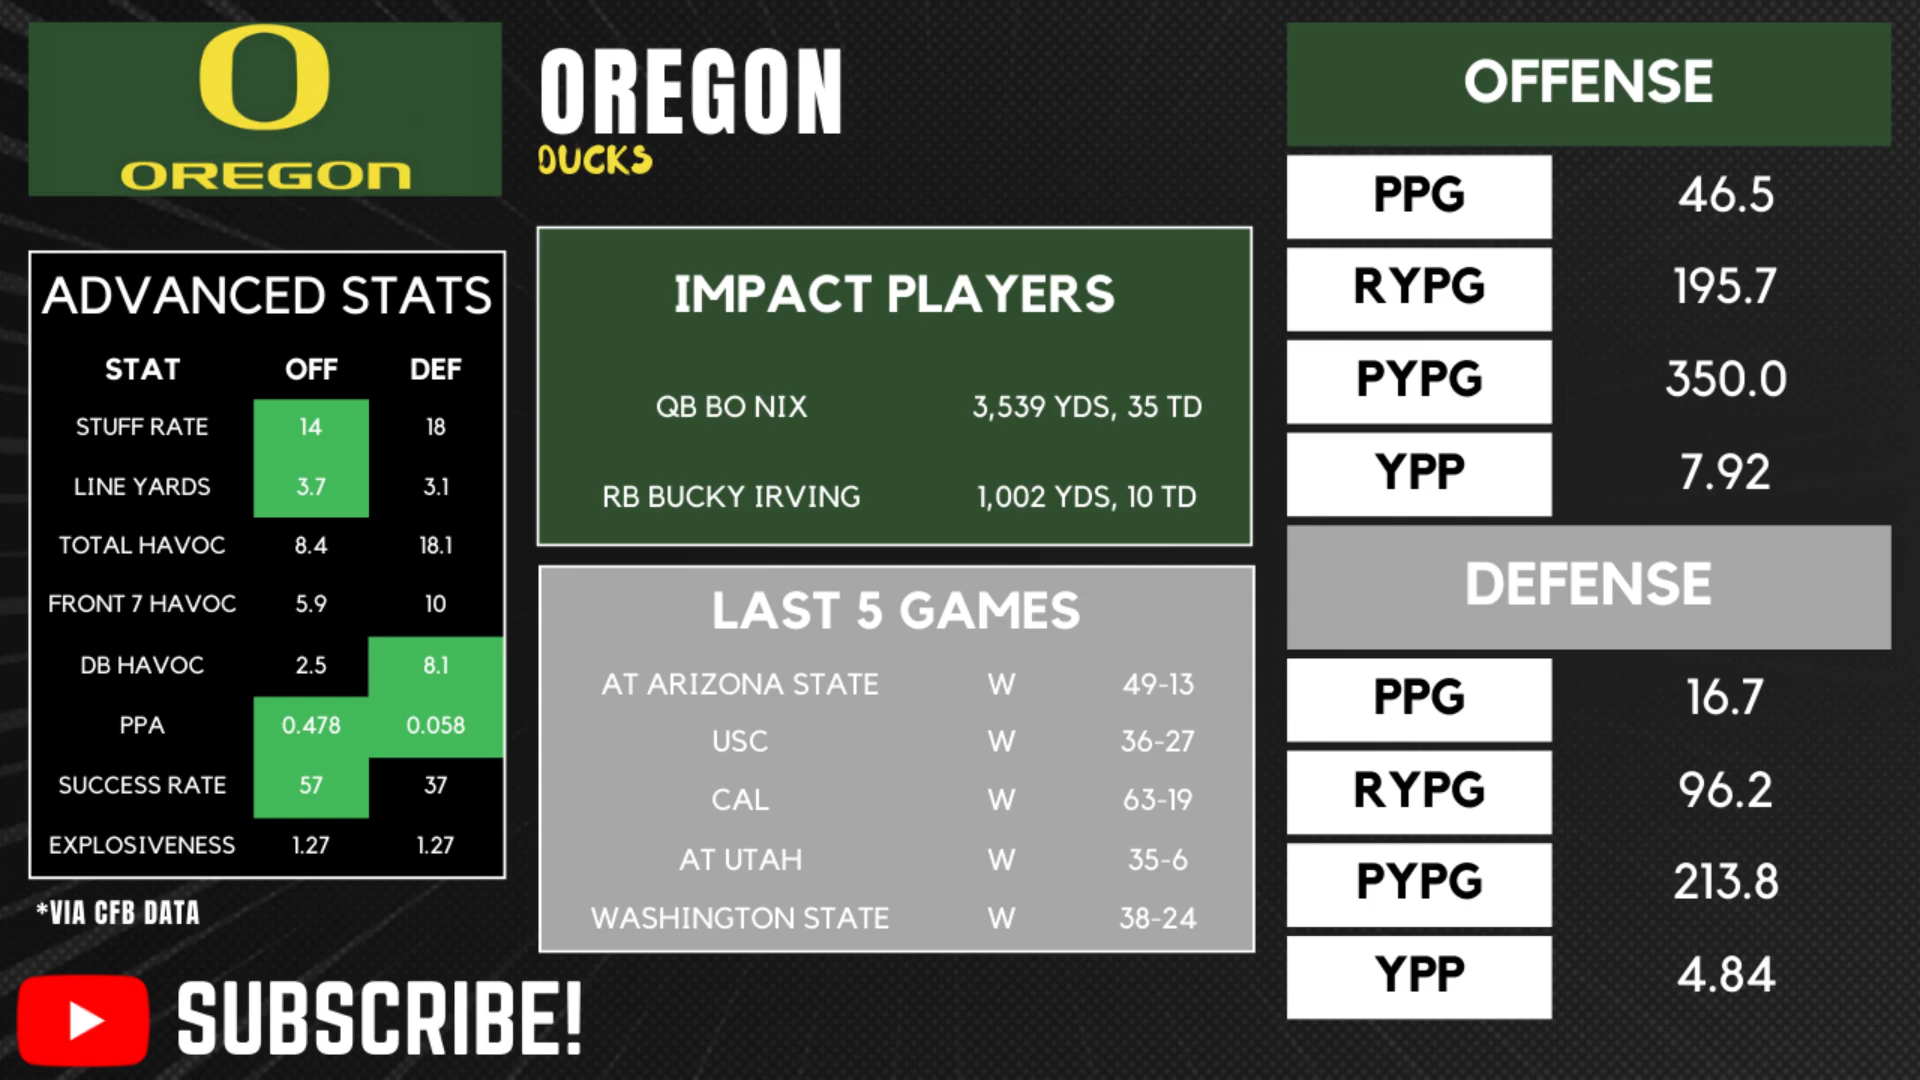 O
OREGON
OREGON
DUCKS
ADVANCED STATS
STAT OFF DEF
STUFF RATE 14 18
LINE YARDS 3.7 3.1
TOTAL HAVOC 8.4 18.1
FRONT 7 HAVOC 5.9 10
DB HAVOC 2.5 8.1
PPA 0.478 0.058
SUCCESS RATE 57 37
EXPLOSIVENESS 1.27 1.27
*VIA CFB DATA
SUBSCRIBE!
IMPACT PLAYERS
QB BO NIX 3,539 YDS, 35 TD
RB BUCKY IRVING 1,002 YDS, 10 TD
LAST 5 GAMES
AT ARIZONA STATE W 49-13
USC W 36-27
CAL W 63-19
AT UTAH W 35-6
WASHINGTON STATE W 38-24
OFFENSE
PPG 46.5
RYPG 195.7
PYPG 350.0
YPP 7.92
DEFENSE
PPG 16.7
RYPG 96.2
PYPG 213.8
YPP 4.84